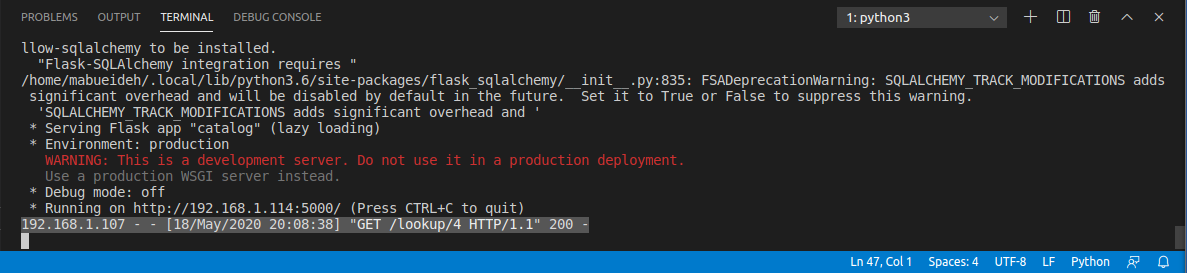 PROBLEMS OUTPUT TERMINAL DEBUG CONSOLE 1: python3
llow-sqlalchemy to be installed.
  "Flask-SQLAlchemy integration requires "
/home/mabueideh/.local/lib/python3.6/site-packages/flask_sqlalchemy/__init__.py:835: FSADeprecationWarning: SQLALCHEMY_TRACK_MODIFICATIONS adds
 significant overhead and will be disabled by default in the future.  Set it to True or False to suppress this warning.
  'SQLALCHEMY_TRACK_MODIFICATIONS adds significant overhead and '
 * Serving Flask app "catalog" (lazy loading)
 * Environment: production
   WARNING: This is a development server. Do not use it in a production deployment.
   Use a production WSGI server instead.
 * Debug mode: off
 * Running on http://192.168.1.114:5000/ (Press CTRL+C to quit)
192.168.1.107 - - [18/May/2020 20:08:38] "GET /lookup/4 HTTP/1.1" 200 -
Ln 47, Col 1 Spaces: 4 UTF-8 LF Python